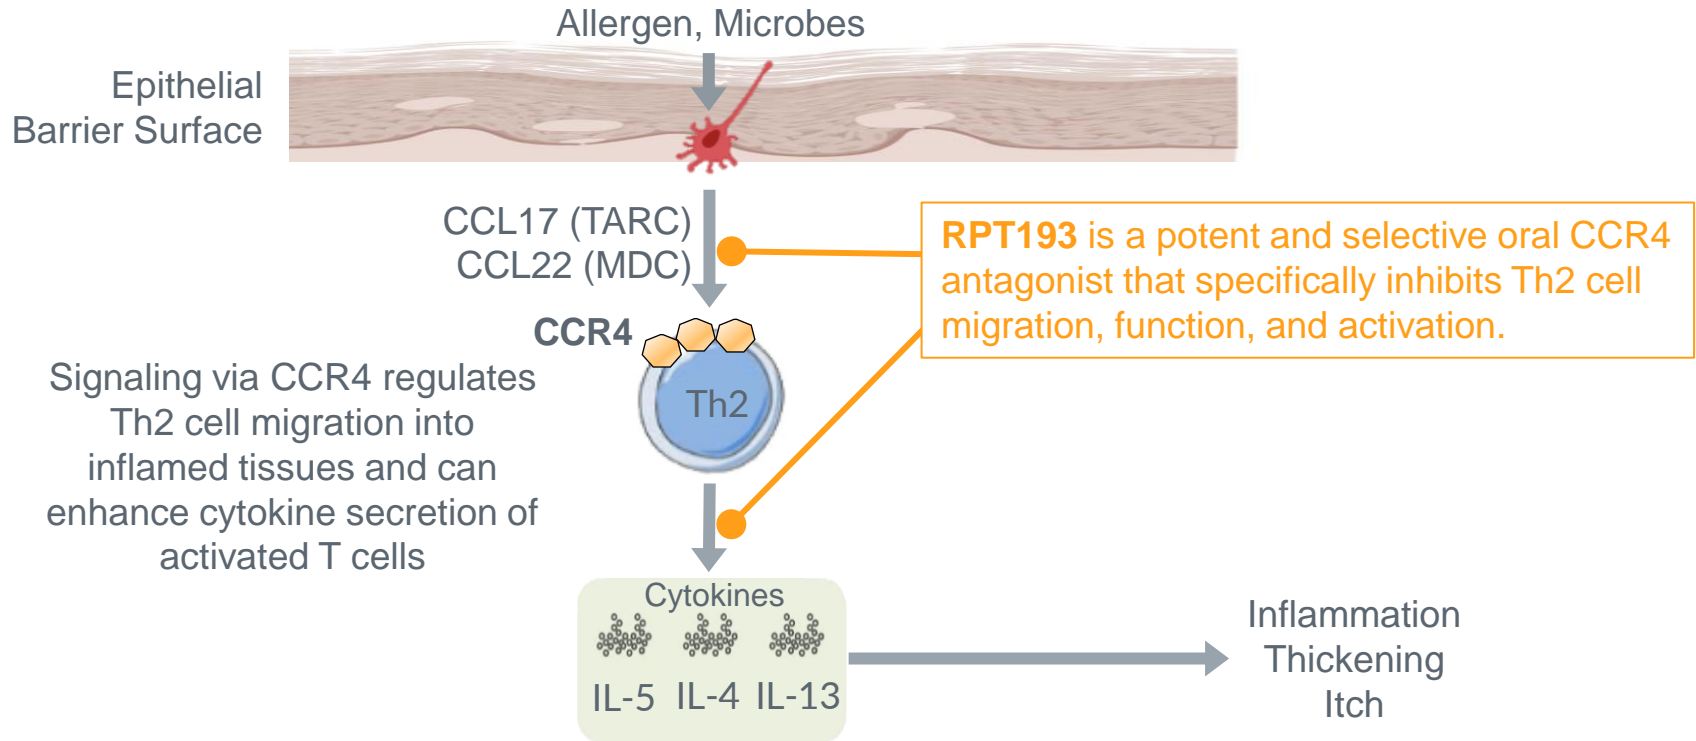 Allergen, Microbes
Epithelial
Barrier Surface
CCL17 (TARC)
CCL22 (MDC)
RPT193 is a potent and selective oral CCR4
antagonist that specifically inhibits Th2 cell
migration, function, and activation.
CCR4
Th2
Signaling via CCR4 regulates
Th2 cell migration into
inflamed tissues and can
enhance cytokine secretion of
activated T cells
Cytokines
IL-5 IL-4 IL-13
Inflammation
Thickening
Itch